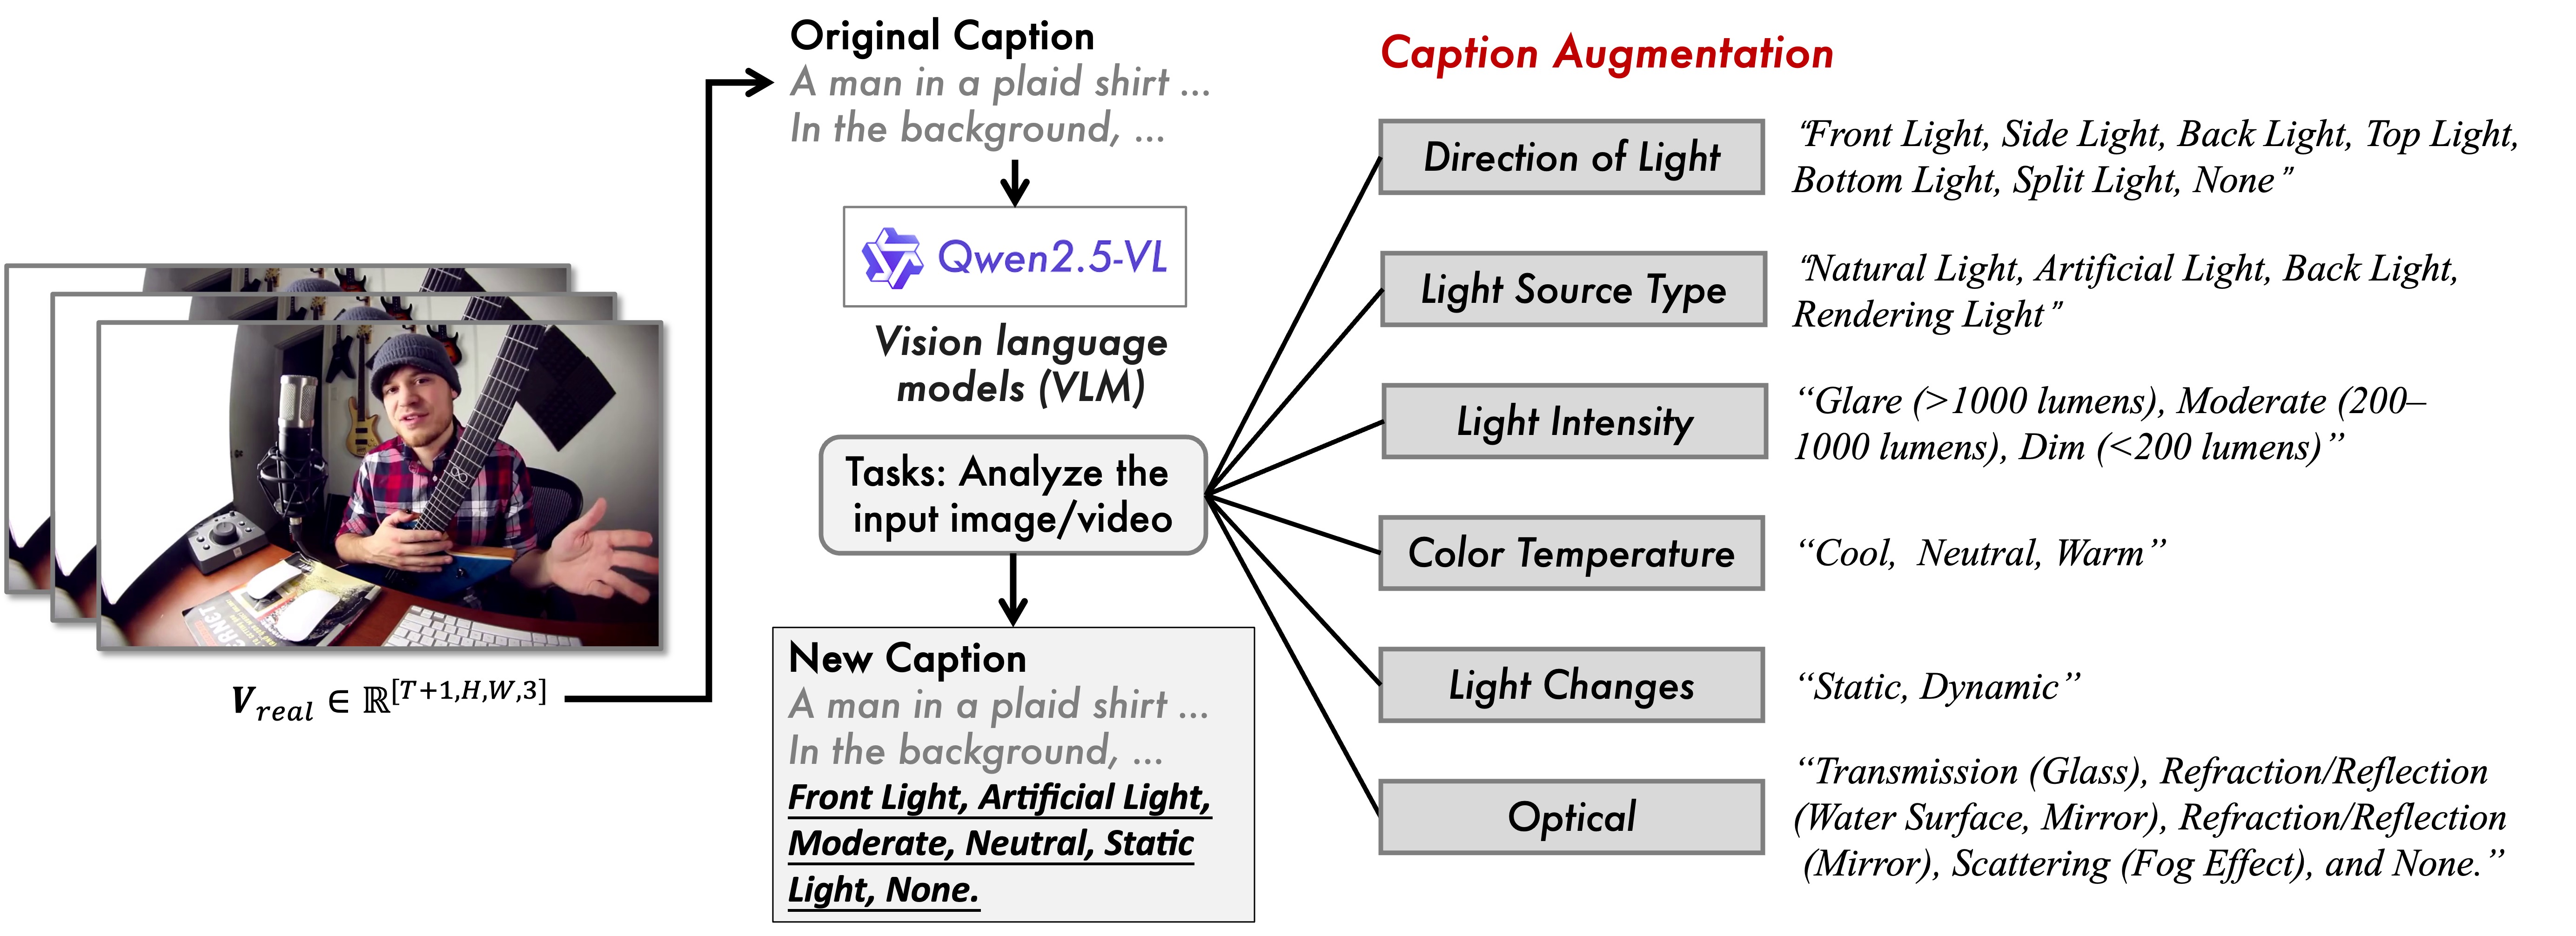 Original Caption
A man in a plaid shirt ...
In the background, ...
Qwen2.5-VL
Vision language
models (VLM)
Tasks: Analyze the
input image/video
New Caption
A man in a plaid shirt ...
In the background, ...
Front Light, Artificial Light,
Moderate, Neutral, Static
Light, None.
V_real ∈ ℝ^[T+1,H,W,3]
Caption Augmentation
Direction of Light
“Front Light, Side Light, Back Light, Top Light,
Bottom Light, Split Light, None”
Light Source Type
“Natural Light, Artificial Light, Back Light,
Rendering Light”
Light Intensity
“Glare (>1000 lumens), Moderate (200–
1000 lumens), Dim (<200 lumens)”
Color Temperature
“Cool, Neutral, Warm”
Light Changes
“Static, Dynamic”
Optical
“Transmission (Glass), Refraction/Reflection
(Water Surface, Mirror), Refraction/Reflection
(Mirror), Scattering (Fog Effect), and None.”